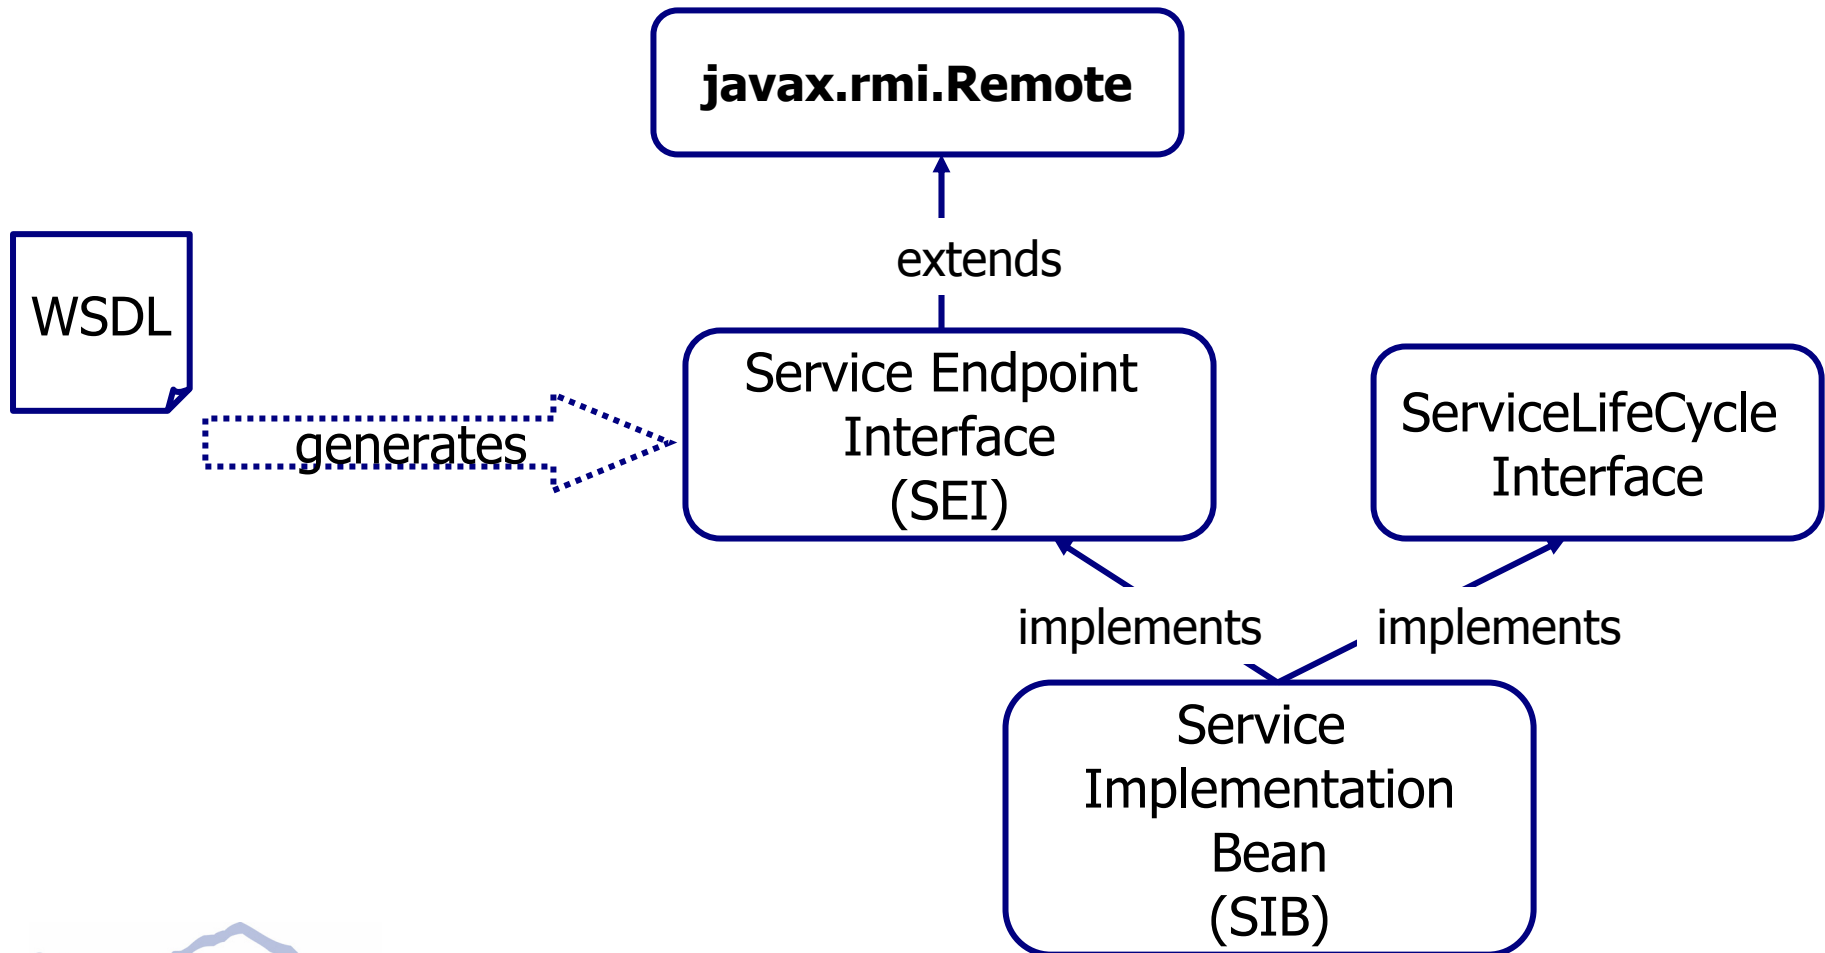 javax.rmi.Remote
extends
WSDL
generates
Service Endpoint
Interface
(SEI)
ServiceLifeCycle
Interface
implements
implements
Service
Implementation
Bean
(SIB)